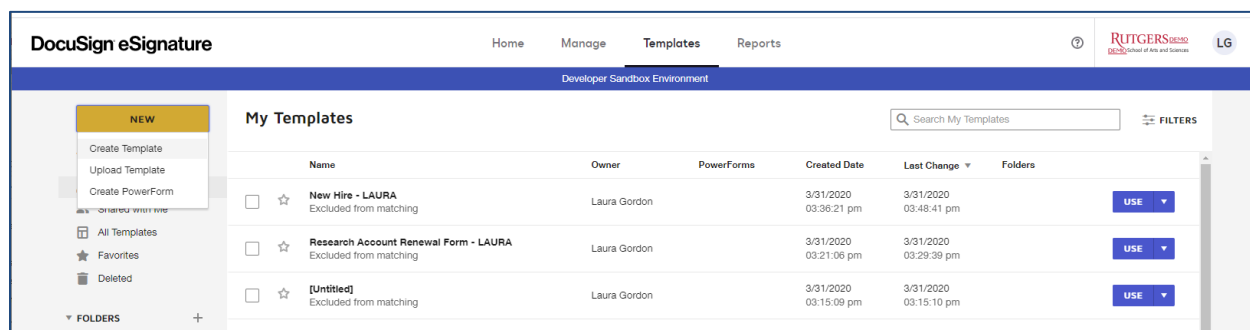 DocuSign eSignature
Home Manage Templates Reports
RUTGERS DEMO
DEMO School of Arts and Sciences
LG
Developer Sandbox Environment
NEW
My Templates
Search My Templates
FILTERS
Create Template
Upload Template
Create PowerForm
Shared with Me
All Templates
Favorites
Deleted
FOLDERS +
Name Owner PowerForms Created Date Last Change Folders
New Hire - LAURA
Excluded from matching
Laura Gordon
3/31/2020
03:36:21 pm
3/31/2020
03:48:41 pm
USE
Research Account Renewal Form - LAURA
Excluded from matching
Laura Gordon
3/31/2020
03:21:06 pm
3/31/2020
03:29:39 pm
USE
[Untitled]
Excluded from matching
Laura Gordon
3/31/2020
03:15:09 pm
3/31/2020
03:15:10 pm
USE